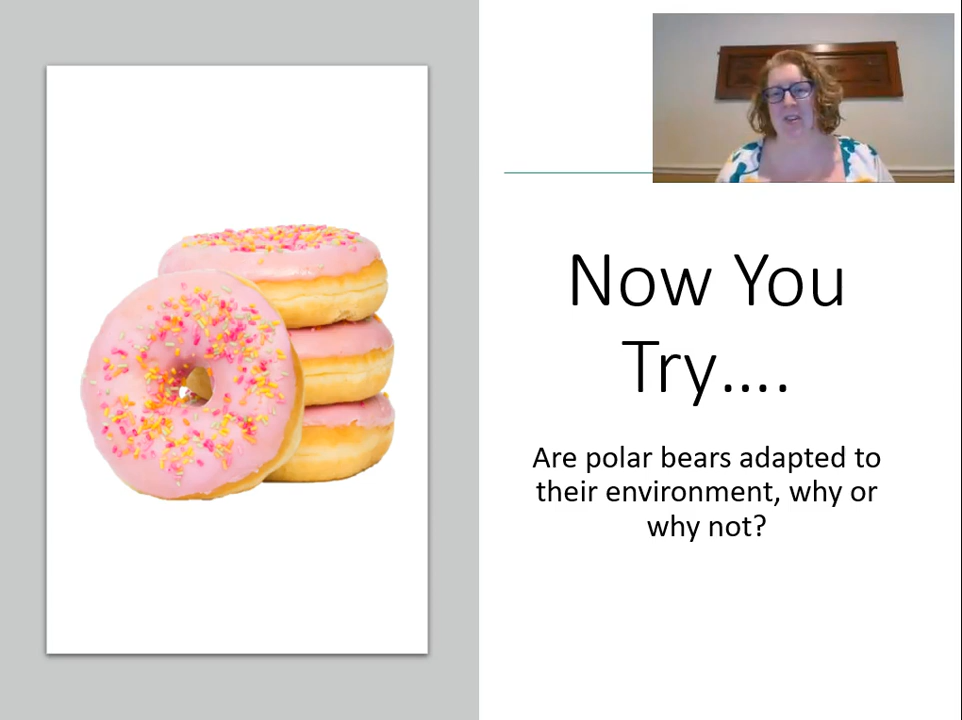 Now You
Try….
Are polar bears adapted to
their environment, why or
why not?